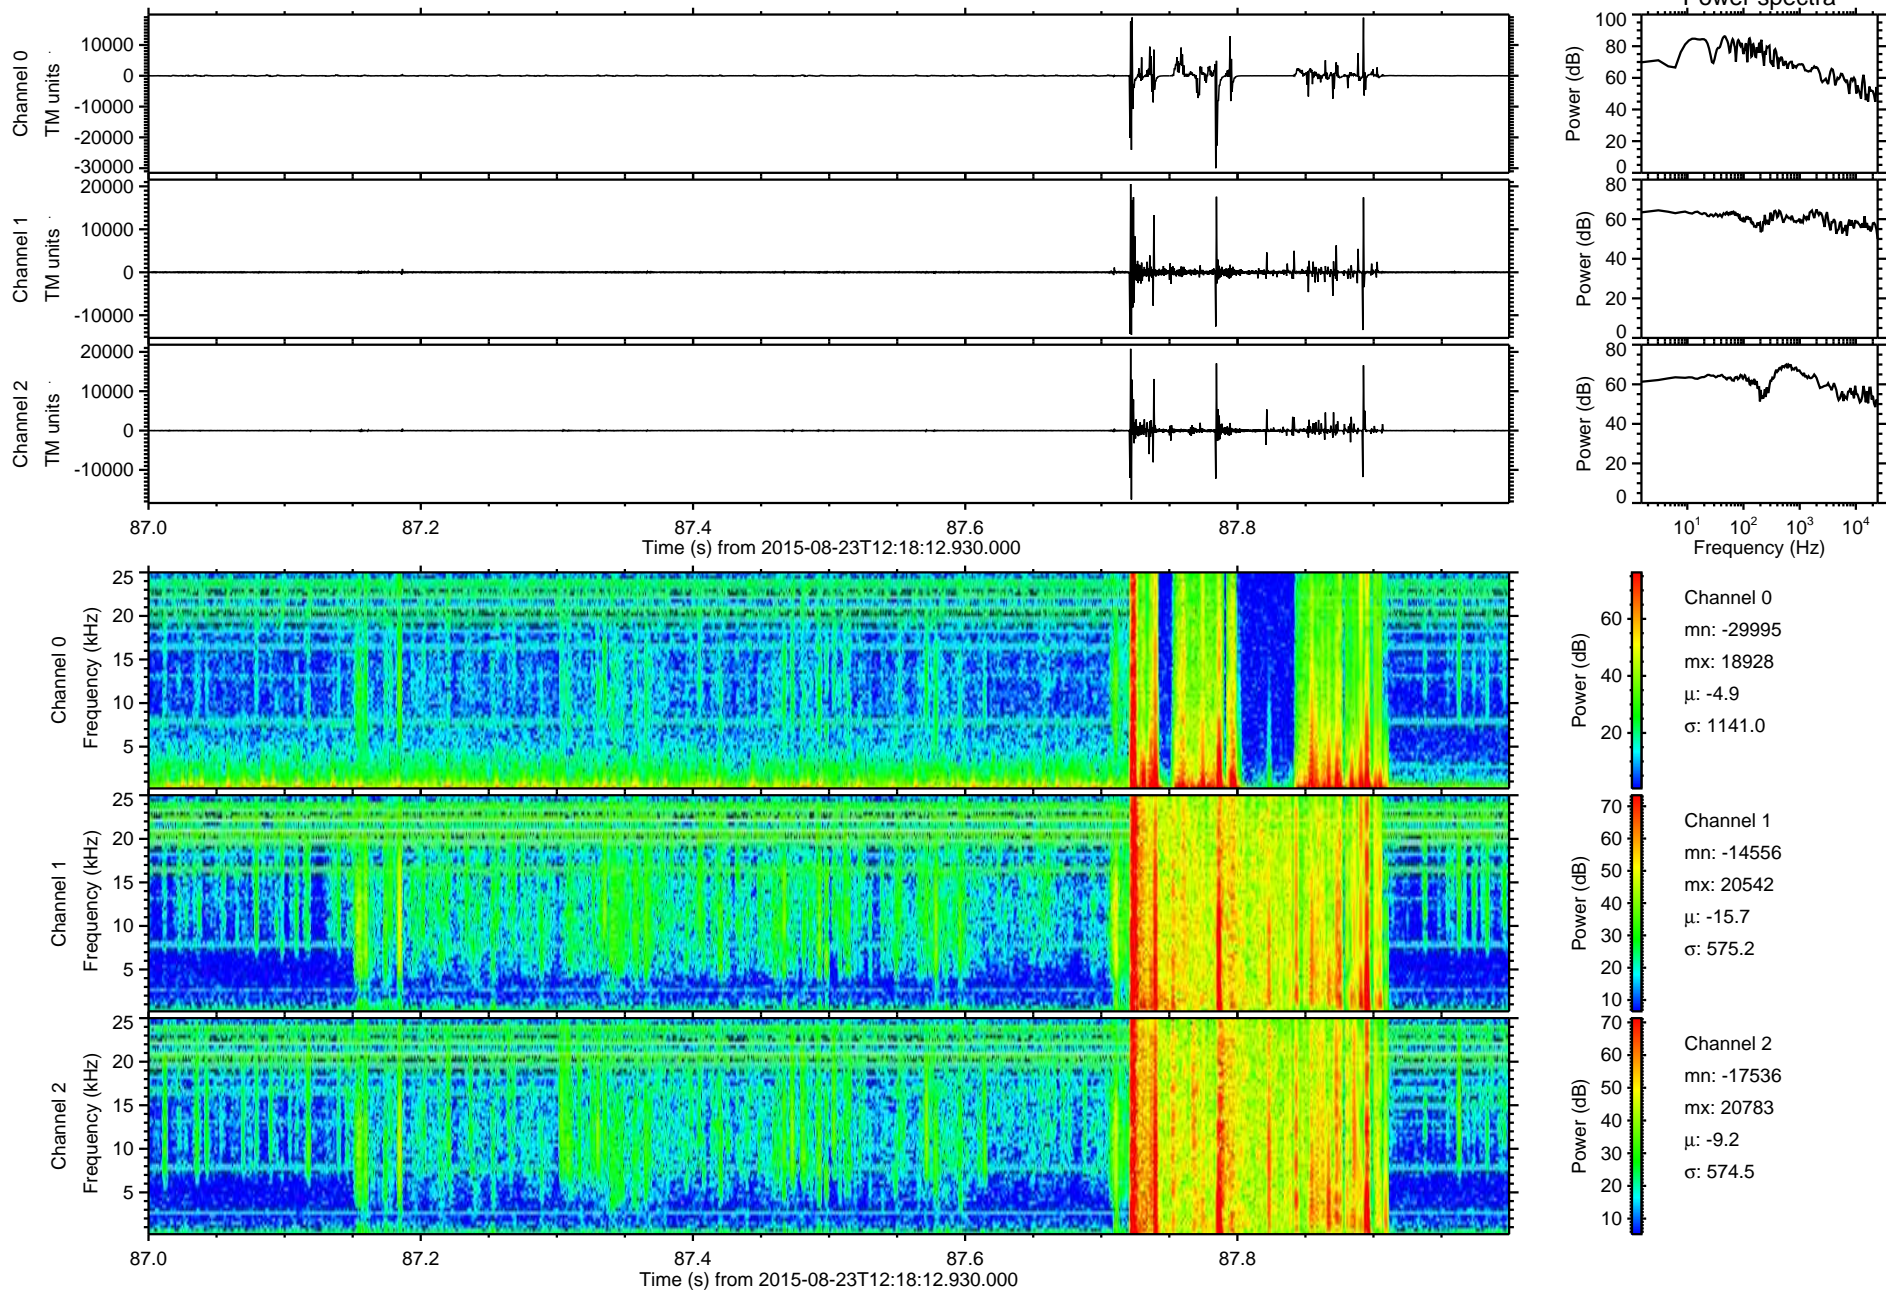 Power spectra
Channel 0
TM units
10000
0
-10000
-20000
-30000
Power (dB)
100
80
60
40
20
0
Channel 1
TM units
20000
10000
0
-10000
Power (dB)
80
60
40
20
0
Channel 2
TM units
20000
10000
0
-10000
Power (dB)
80
60
40
20
0
87.0
87.2
87.4
87.6
87.8
Time (s) from 2015-08-23T12:18:12.930.000
10^1
10^2
10^3
10^4
Frequency (Hz)
Channel 0
Frequency (kHz)
25
20
15
10
5
Power (dB)
60
40
20
Channel 0
mn: -29995
mx: 18928
μ: -4.9
σ: 1141.0
Channel 1
Frequency (kHz)
25
20
15
10
5
Power (dB)
70
60
50
40
30
20
10
Channel 1
mn: -14556
mx: 20542
μ: -15.7
σ: 575.2
Channel 2
Frequency (kHz)
25
20
15
10
5
Power (dB)
70
60
50
40
30
20
10
Channel 2
mn: -17536
mx: 20783
μ: -9.2
σ: 574.5
87.0
87.2
87.4
87.6
87.8
Time (s) from 2015-08-23T12:18:12.930.000